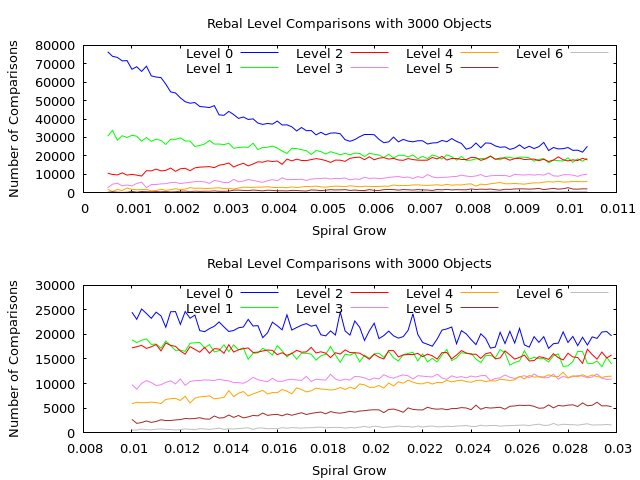 Rebal Level Comparisons with 3000 Objects
Number of Comparisons
80000
70000
60000
50000
40000
30000
20000
10000
0
Level 0
Level 1
Level 2
Level 3
Level 4
Level 5
Level 6
0 0.001 0.002 0.003 0.004 0.005 0.006 0.007 0.008 0.009 0.01 0.011
Spiral Grow
Rebal Level Comparisons with 3000 Objects
Number of Comparisons
30000
25000
20000
15000
10000
5000
0
Level 0
Level 1
Level 2
Level 3
Level 4
Level 5
Level 6
0.008 0.01 0.012 0.014 0.016 0.018 0.02 0.022 0.024 0.026 0.028 0.03
Spiral Grow